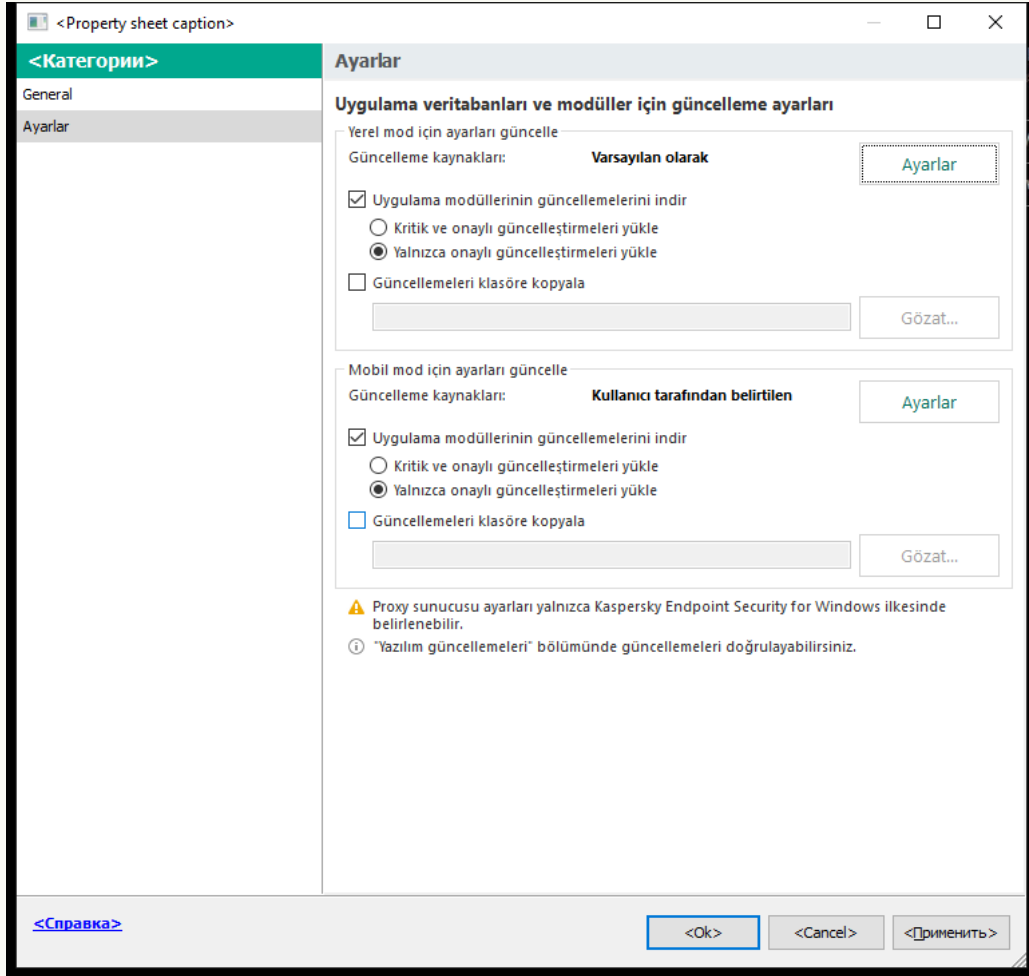 <Property sheet caption>
<Категории>
General
Ayarlar
Ayarlar
Uygulama veritabanları ve modüller için güncelleme ayarları
Yerel mod için ayarları güncelle
Güncelleme kaynakları: Varsayılan olarak
Ayarlar
Uygulama modüllerinin güncellemelerini indir
Kritik ve onaylı güncelleştirmeleri yükle
Yalnızca onaylı güncelleştirmeleri yükle
Güncellemeleri klasöre kopyala
Gözat...
Mobil mod için ayarları güncelle
Güncelleme kaynakları: Kullanıcı tarafından belirtilen
Ayarlar
Uygulama modüllerinin güncellemelerini indir
Kritik ve onaylı güncelleştirmeleri yükle
Yalnızca onaylı güncelleştirmeleri yükle
Güncellemeleri klasöre kopyala
Gözat...
Proxy sunucusu ayarları yalnızca Kaspersky Endpoint Security for Windows ilkesinde
belirlenebilir.
"Yazılım güncellemeleri" bölümünde güncellemeleri doğrulayabilirsiniz.
<Справка>
<Ok>
<Cancel>
<Применить>